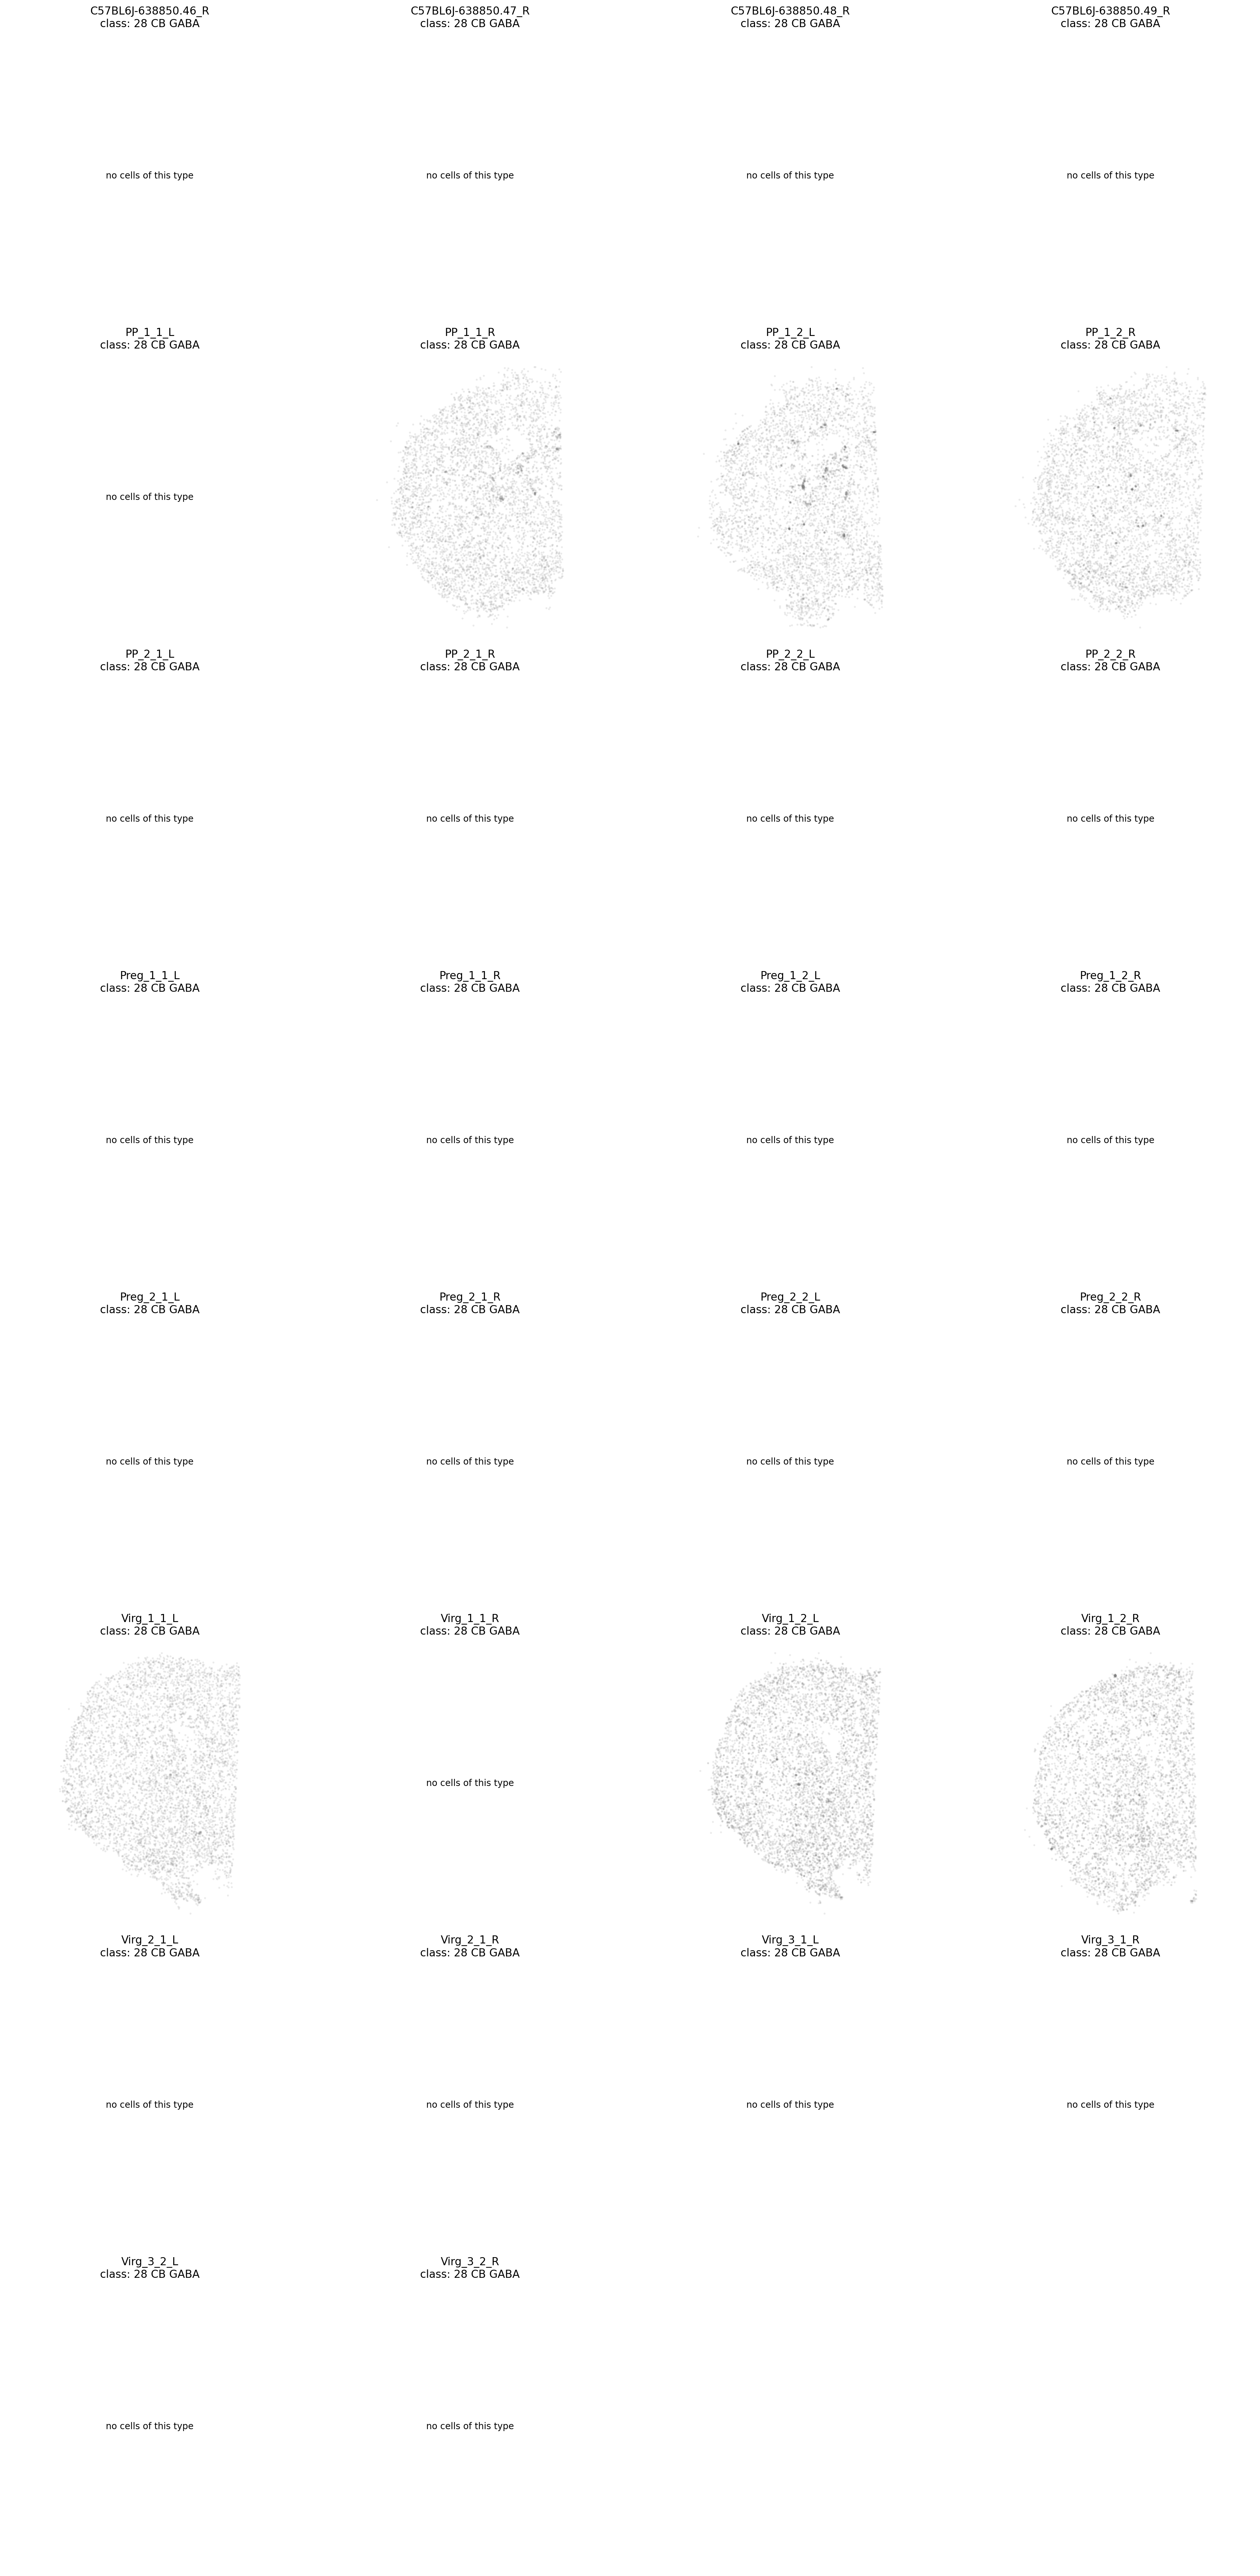 C57BL6J-638850.46_R
class: 28 CB GABA
C57BL6J-638850.47_R
class: 28 CB GABA
C57BL6J-638850.48_R
class: 28 CB GABA
C57BL6J-638850.49_R
class: 28 CB GABA
no cells of this type
no cells of this type
no cells of this type
no cells of this type
PP_1_1_L
class: 28 CB GABA
PP_1_1_R
class: 28 CB GABA
PP_1_2_L
class: 28 CB GABA
PP_1_2_R
class: 28 CB GABA
no cells of this type
PP_2_1_L
class: 28 CB GABA
PP_2_1_R
class: 28 CB GABA
PP_2_2_L
class: 28 CB GABA
PP_2_2_R
class: 28 CB GABA
no cells of this type
no cells of this type
no cells of this type
no cells of this type
Preg_1_1_L
class: 28 CB GABA
Preg_1_1_R
class: 28 CB GABA
Preg_1_2_L
class: 28 CB GABA
Preg_1_2_R
class: 28 CB GABA
no cells of this type
no cells of this type
no cells of this type
no cells of this type
Preg_2_1_L
class: 28 CB GABA
Preg_2_1_R
class: 28 CB GABA
Preg_2_2_L
class: 28 CB GABA
Preg_2_2_R
class: 28 CB GABA
no cells of this type
no cells of this type
no cells of this type
no cells of this type
Virg_1_1_L
class: 28 CB GABA
Virg_1_1_R
class: 28 CB GABA
Virg_1_2_L
class: 28 CB GABA
Virg_1_2_R
class: 28 CB GABA
no cells of this type
Virg_2_1_L
class: 28 CB GABA
Virg_2_1_R
class: 28 CB GABA
Virg_3_1_L
class: 28 CB GABA
Virg_3_1_R
class: 28 CB GABA
no cells of this type
no cells of this type
no cells of this type
no cells of this type
Virg_3_2_L
class: 28 CB GABA
Virg_3_2_R
class: 28 CB GABA
no cells of this type
no cells of this type